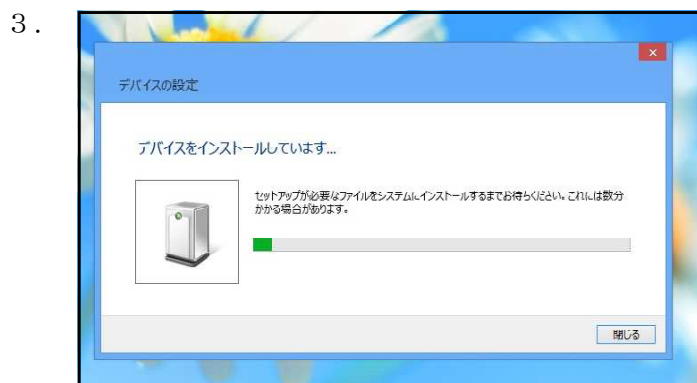 ３．
デバイスの設定
デバイスをインストールしています...
セットアップが必要なファイルをシステムにインストールするまでお待ちください。これには数分
かかる場合があります。
閉じる